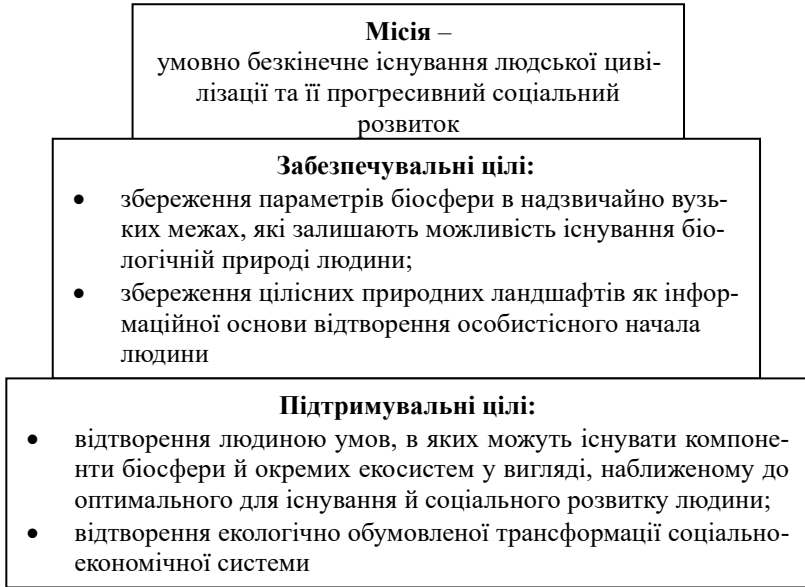 Місія –
умовно безкінечне існування людської циві-
лізації та її прогресивний соціальний
розвиток
Забезпечувальні цілі:
• збереження параметрів біосфери в надзвичайно вузь-
ких межах, які залишають можливість існування біо-
логічній природі людини;
• збереження цілісних природних ландшафтів як інфор-
маційної основи відтворення особистісного начала
людини
Підтримувальні цілі:
• відтворення людиною умов, в яких можуть існувати компоне-
нти біосфери й окремих екосистем у вигляді, наближеному до
оптимального для існування й соціального розвитку людини;
• відтворення екологічно обумовленої трансформації соціально-
економічної системи